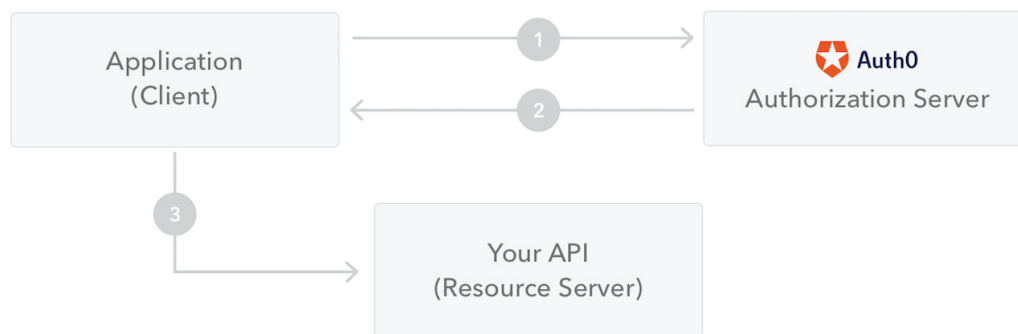 Application
(Client)
1
Auth0
Authorization Server
2
3
Your API
(Resource Server)